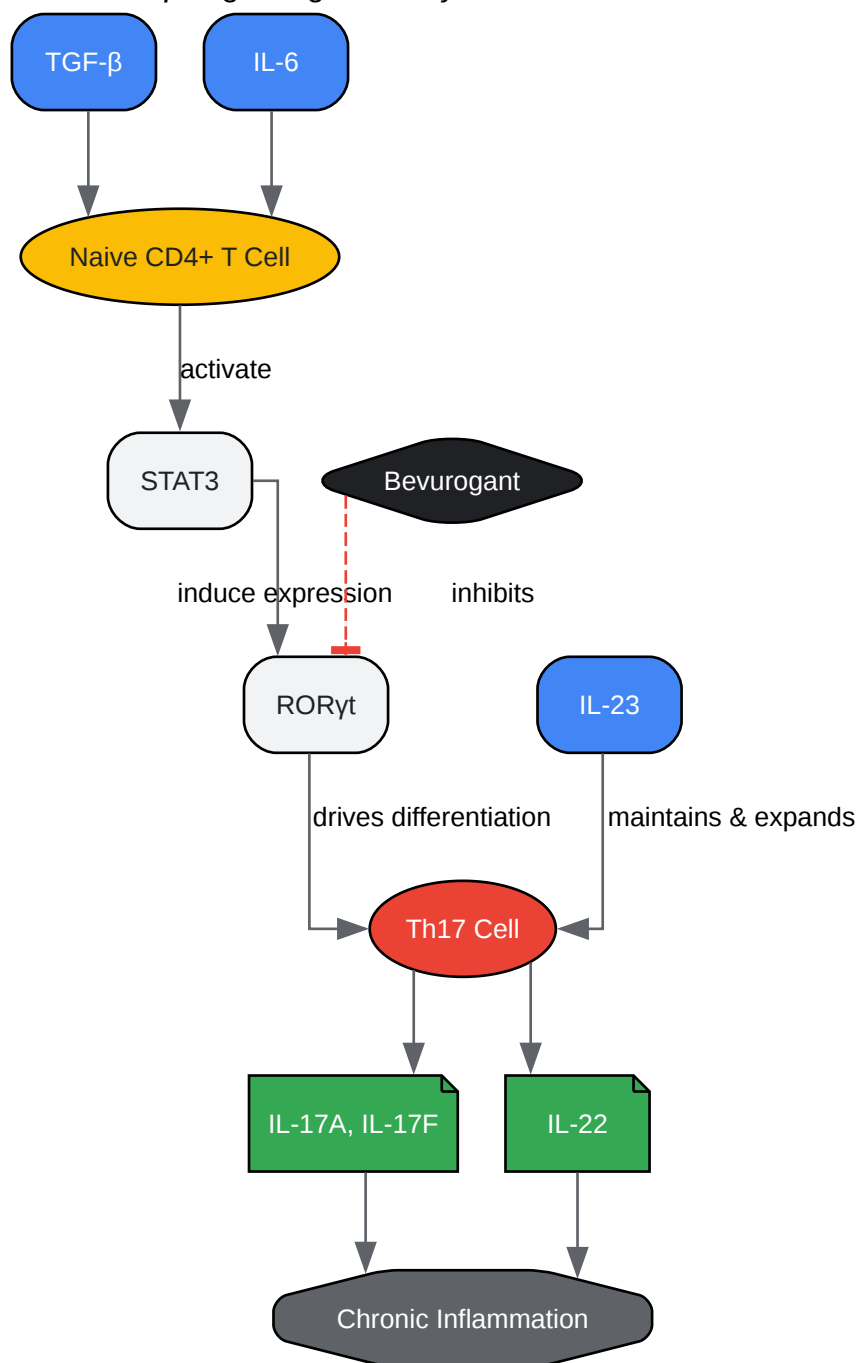 TGF-β
IL-6
Naive CD4+ T Cell
activate
STAT3
Bevurogant
induce expression
inhibits
RORγt
IL-23
drives differentiation
maintains & expands
Th17 Cell
IL-17A, IL-17F
IL-22
Chronic Inflammation